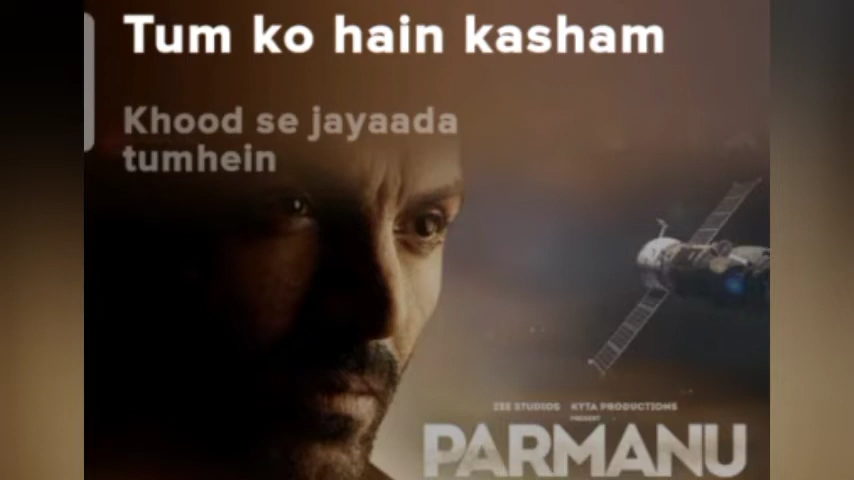 Tum ko hain kasham
Khood se jayaada
tumhein
ZEE STUDIOS KYTA PRODUCTIONS
PRESENT
PARMANU